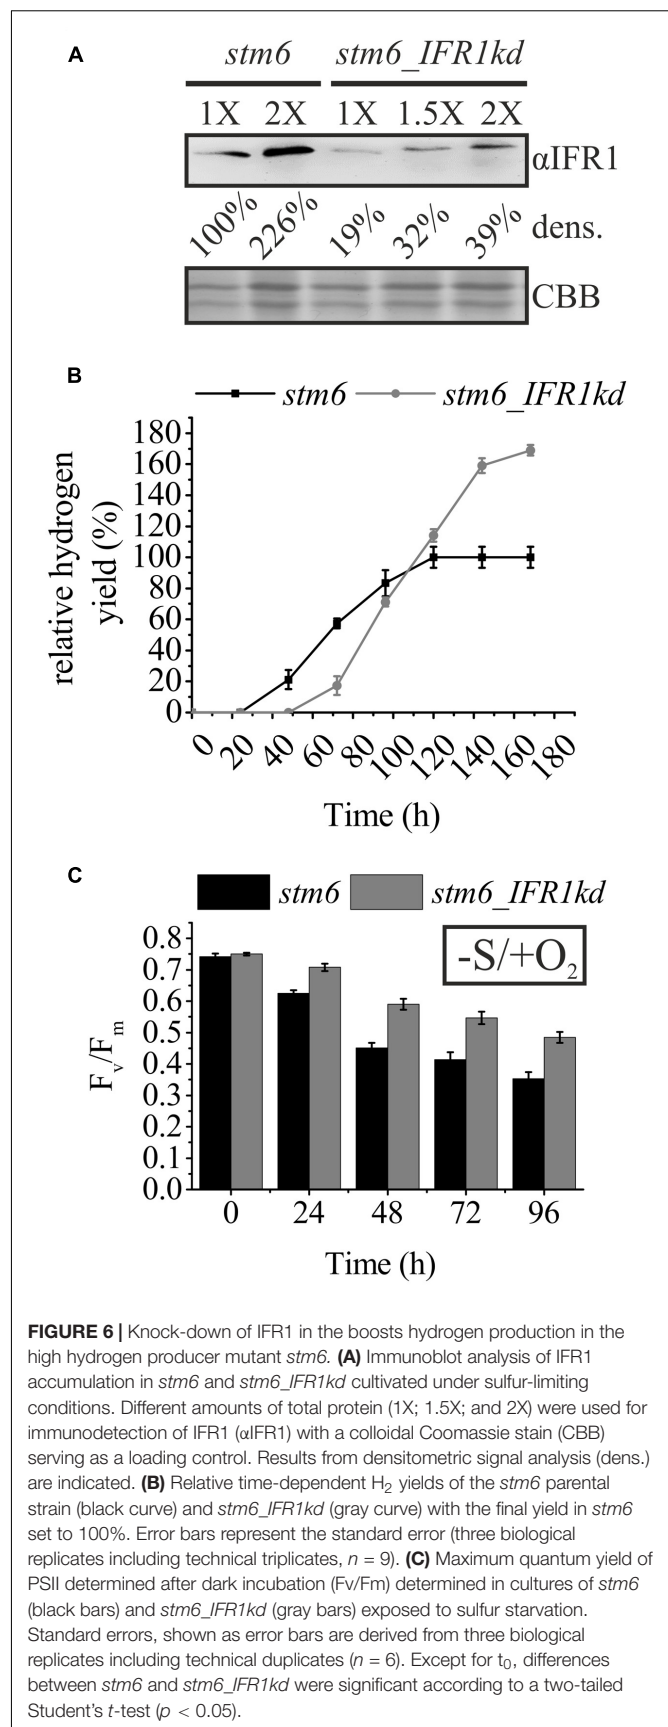 A
stm6 stm6_IFR1kd
1X 2X 1X 1.5X 2X
αIFR1
100% 226% 19% 32% 39% dens.
CBB
B
stm6 stm6_IFR1kd
relative hydrogen
yield (%)
180
160
140
120
100
80
60
40
20
0
0 20 40 60 80 100 120 140 160 180
Time (h)
C
stm6 stm6_IFR1kd
-S/+O2
Fv/Fm
0.8
0.7
0.6
0.5
0.4
0.3
0.2
0.1
0.0
0 24 48 72 96
Time (h)
FIGURE 6 | Knock-down of IFR1 in the boosts hydrogen production in the
high hydrogen producer mutant stm6. (A) Immunoblot analysis of IFR1
accumulation in stm6 and stm6_IFR1kd cultivated under sulfur-limiting
conditions. Different amounts of total protein (1X; 1.5X; and 2X) were used for
immunodetection of IFR1 (αIFR1) with a colloidal Coomassie stain (CBB)
serving as a loading control. Results from densitometric signal analysis (dens.)
are indicated. (B) Relative time-dependent H2 yields of the stm6 parental
strain (black curve) and stm6_IFR1kd (gray curve) with the final yield in stm6
set to 100%. Error bars represent the standard error (three biological
replicates including technical triplicates, n = 9). (C) Maximum quantum yield of
PSII determined after dark incubation (Fv/Fm) determined in cultures of stm6
(black bars) and stm6_IFR1kd (gray bars) exposed to sulfur starvation.
Standard errors, shown as error bars are derived from three biological
replicates including technical duplicates (n = 6). Except for t0, differences
between stm6 and stm6_IFR1kd were significant according to a two-tailed
Student's t-test (p < 0.05).